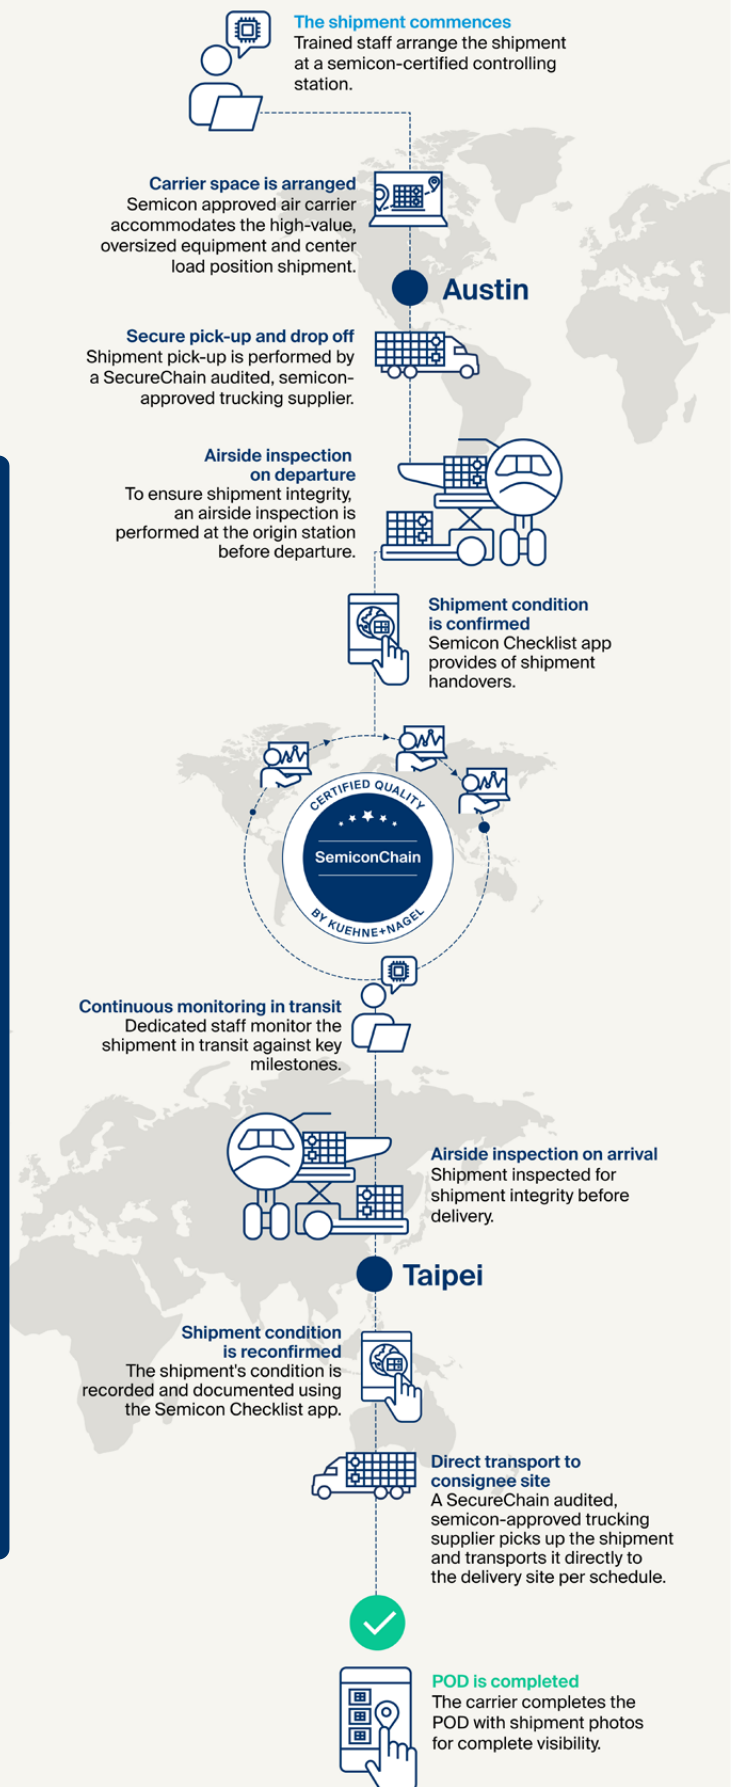 The shipment commences
Trained staff arrange the shipment
at a semicon-certified controlling
station.
Carrier space is arranged
Semicon approved air carrier
accommodates the high-value,
oversized equipment and center
load position shipment.
Austin
Secure pick-up and drop off
Shipment pick-up is performed by
a SecureChain audited, semicon-
approved trucking supplier.
Airside inspection
on departure
To ensure shipment integrity,
an airside inspection is
performed at the origin station
before departure.
Shipment condition
is confirmed
Semicon Checklist app
provides of shipment
handovers.
CERTIFIED QUALITY
SemiconChain
BY KUEHNE+NAGEL
Continuous monitoring in transit
Dedicated staff monitor the
shipment in transit against key
milestones.
Airside inspection on arrival
Shipment inspected for
shipment integrity before
delivery.
Taipei
Shipment condition
is reconfirmed
The shipment's condition is
recorded and documented using
the Semicon Checklist app.
Direct transport to
consignee site
A SecureChain audited,
semicon-approved trucking
supplier picks up the shipment
and transports it directly to
the delivery site per schedule.
POD is completed
The carrier completes the
POD with shipment photos
for complete visibility.